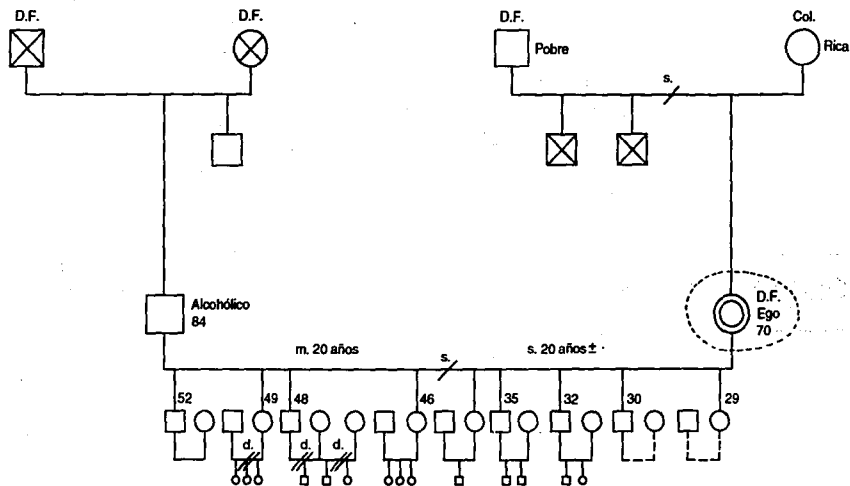 D.F.
D.F.
D.F.
Col.
Pobre
Rica
s.
Alcohólico
84
D.F.
Ego
70
m. 20 años
s.
s. 20 años±
52
49
48
46
35
32
30
29
d.
d.
d.